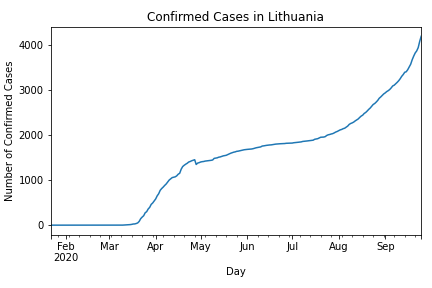 Confirmed Cases in Lithuania
Number of Confirmed Cases
4000
3000
2000
1000
0
Feb Mar Apr May Jun Jul Aug Sep
2020
Day